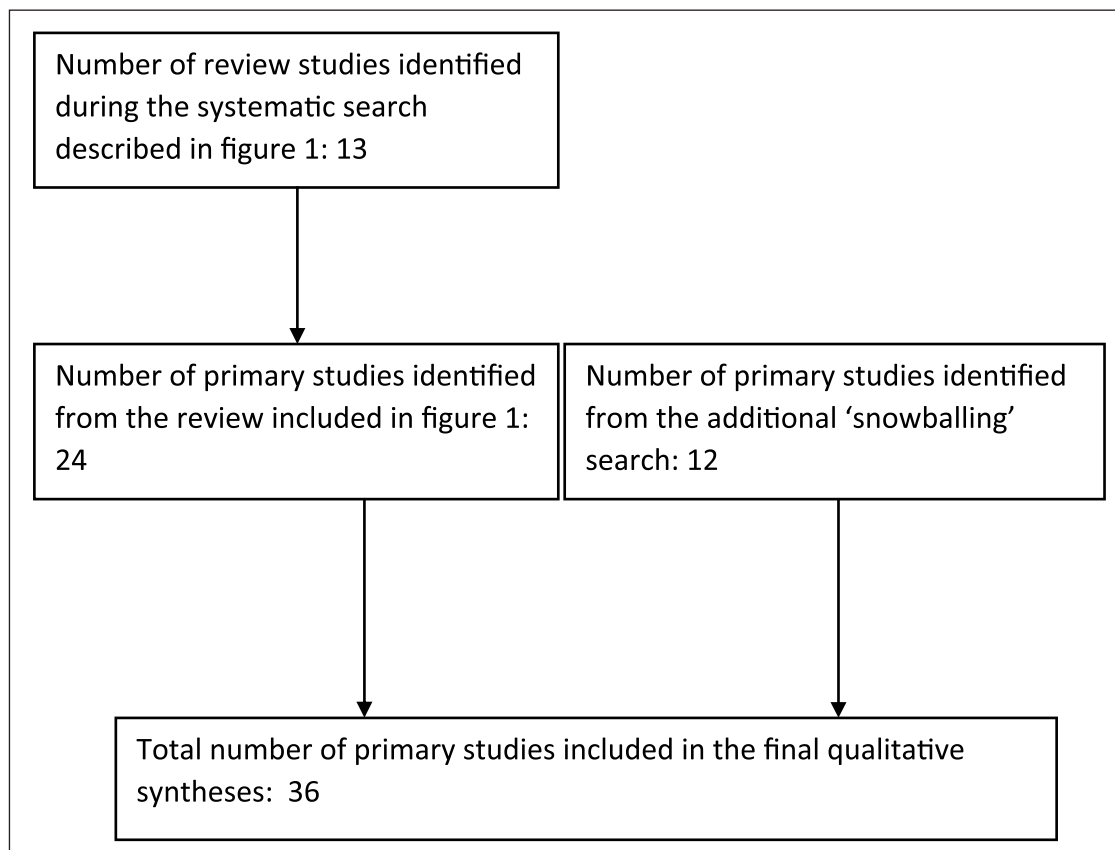 Number of review studies identified
during the systematic search
described in figure 1: 13
Number of primary studies identified
from the review included in figure 1:
24
Number of primary studies identified
from the additional ‘snowballing’
search: 12
Total number of primary studies included in the final qualitative
syntheses: 36